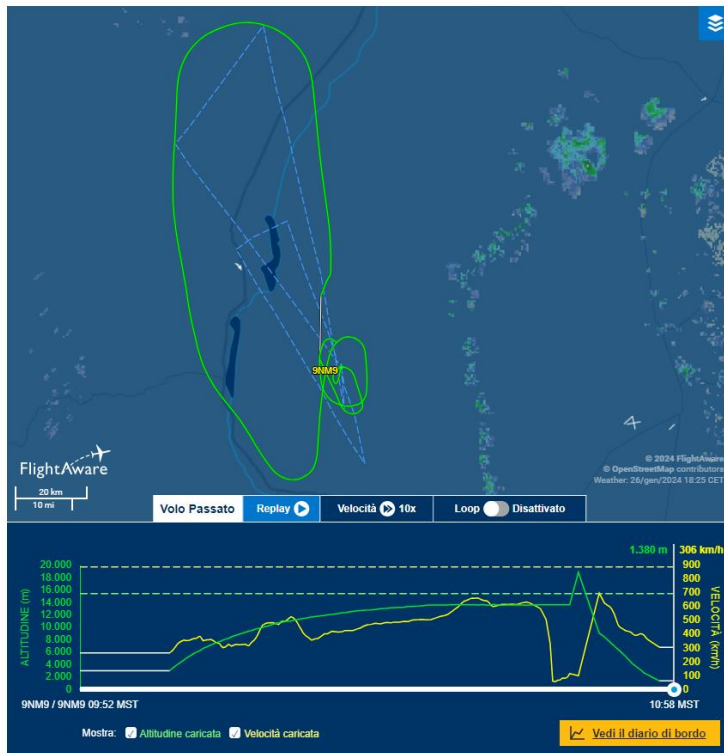 9NM9
FlightAware
20 km
10 mi
© 2024 FlightAware
© OpenStreetMap contributors
Weather: 26/gen/2024 18:25 CET
Volo Passato
Replay
Velocità 10x
Loop Disattivato
1.380 m 306 km/h
20.000
18.000
16.000
14.000
12.000
10.000
8.000
6.000
4.000
2.000
0
ALTITUDINE (m)
900
800
700
600
500
400
300
200
100
0
VELOCITÀ (km/h)
9NM9 / 9NM9 09:52 MST
10:58 MST
Mostra: Altitudine caricata Velocità caricata
Vedi il diario di bordo